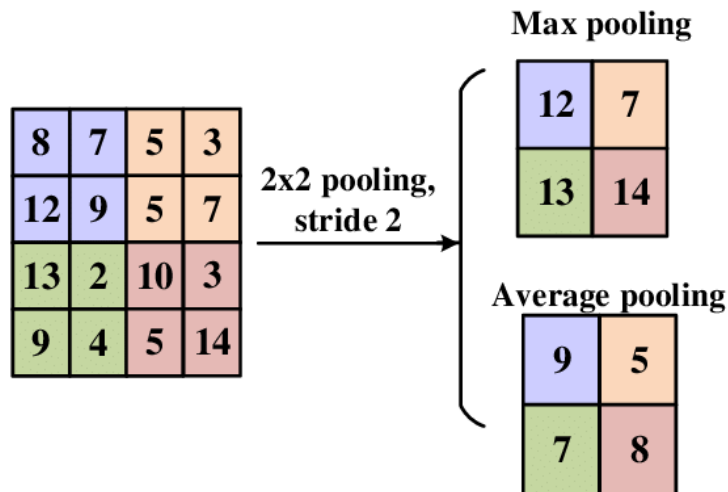 8 7 5 3
12 9 5 7
13 2 10 3
9 4 5 14
2x2 pooling,
stride 2
Max pooling
12 7
13 14
Average pooling
9 5
7 8